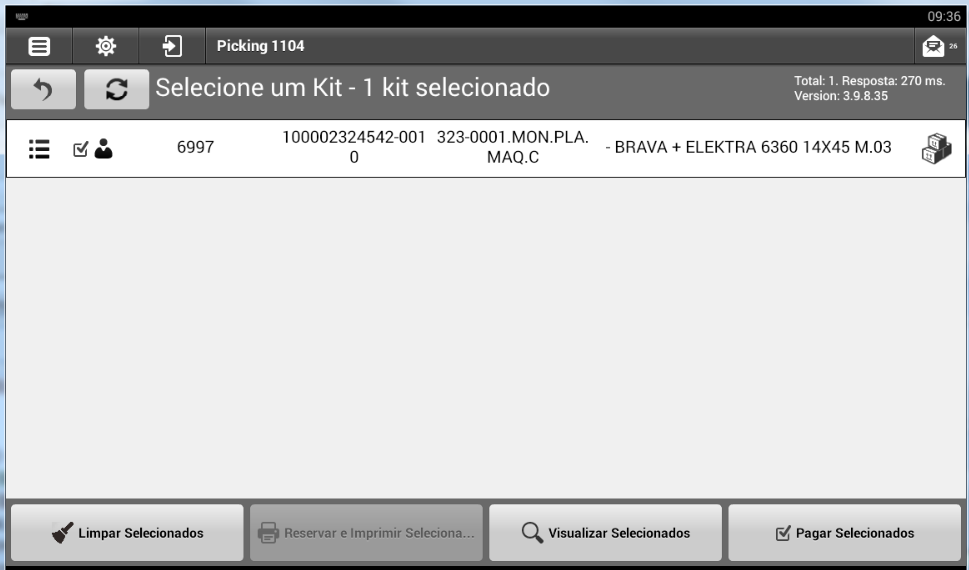 09:36
Picking 1104
26
Selecione um Kit - 1 kit selecionado
Total: 1. Resposta: 270 ms.
Version: 3.9.8.35
6997
100002324542-001
0
323-0001.MON.PLA.
MAQ.C
- BRAVA + ELEKTRA 6360 14X45 M.03
Limpar Selecionados
Reservar e Imprimir Seleciona...
Visualizar Selecionados
Pagar Selecionados